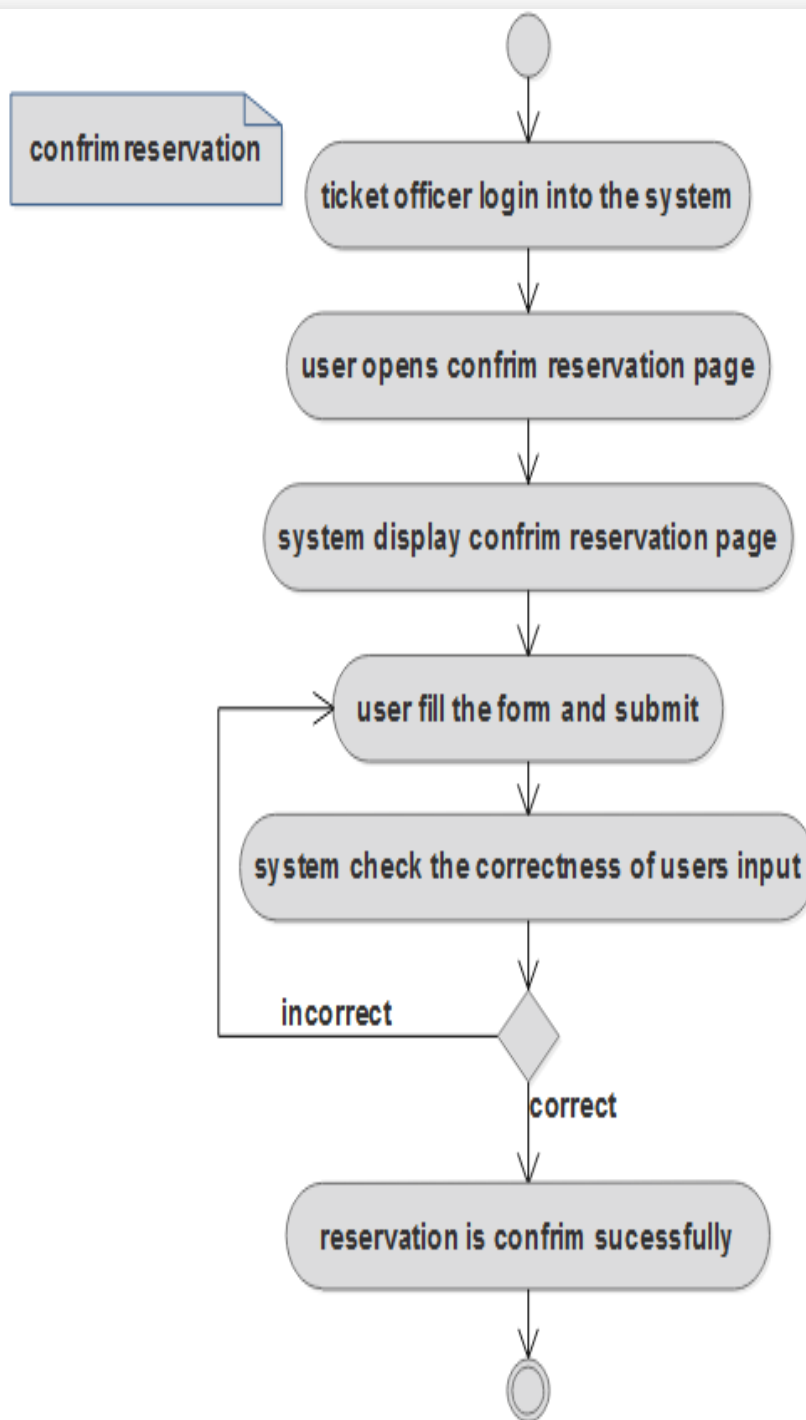 confrim reservation
ticket officer login into the system
user opens confrim reservation page
system display confrim reservation page
user fill the form and submit
system check the correctness of users input
incorrect
correct
reservation is confrim sucessfully